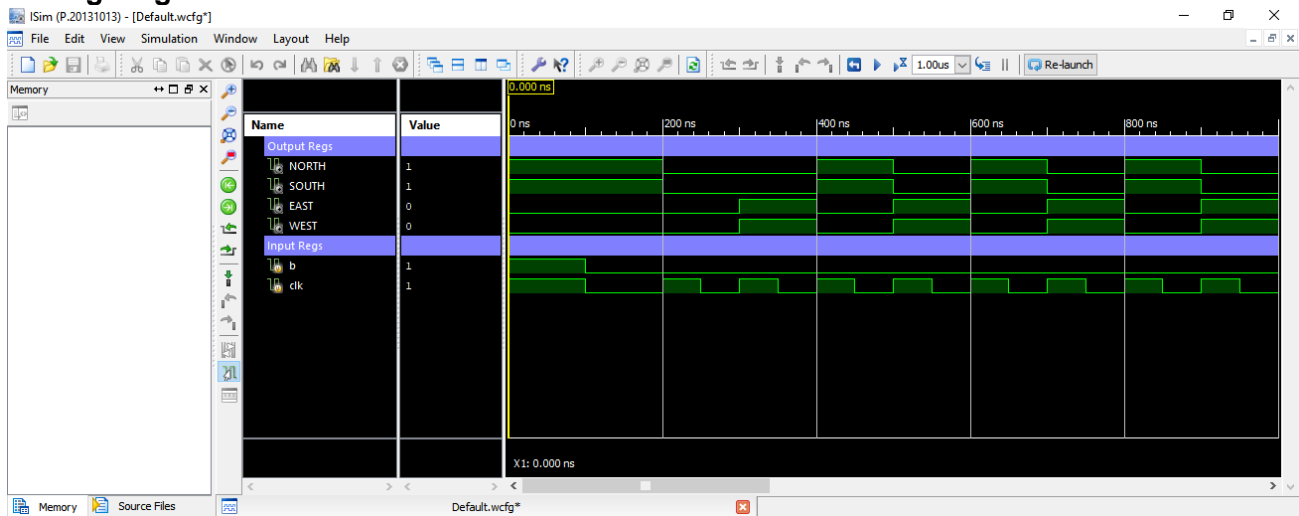 ISim (P.20131013) - [Default.wcfg*]
File Edit View Simulation Window Layout Help
1.00us Re-launch
Memory
0.000 ns
Name Value
0 ns 200 ns 400 ns 600 ns 800 ns
Output Regs
NORTH 1
SOUTH 1
EAST 0
WEST 0
Input Regs
b 1
clk 1
X1: 0.000 ns
Memory Source Files Default.wcfg*